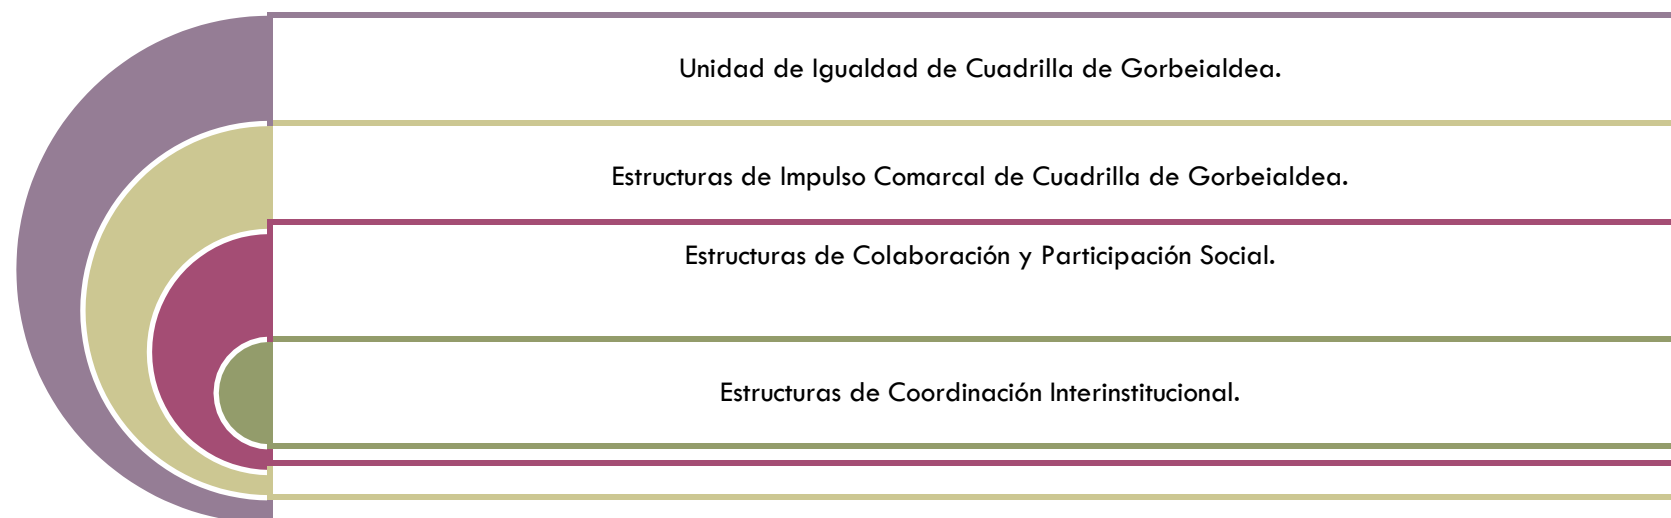 Unidad de Igualdad de Cuadrilla de Gorbeialdea.
Estructuras de Impulso Comarcal de Cuadrilla de Gorbeialdea.
Estructuras de Colaboración y Participación Social.
Estructuras de Coordinación Interinstitucional.